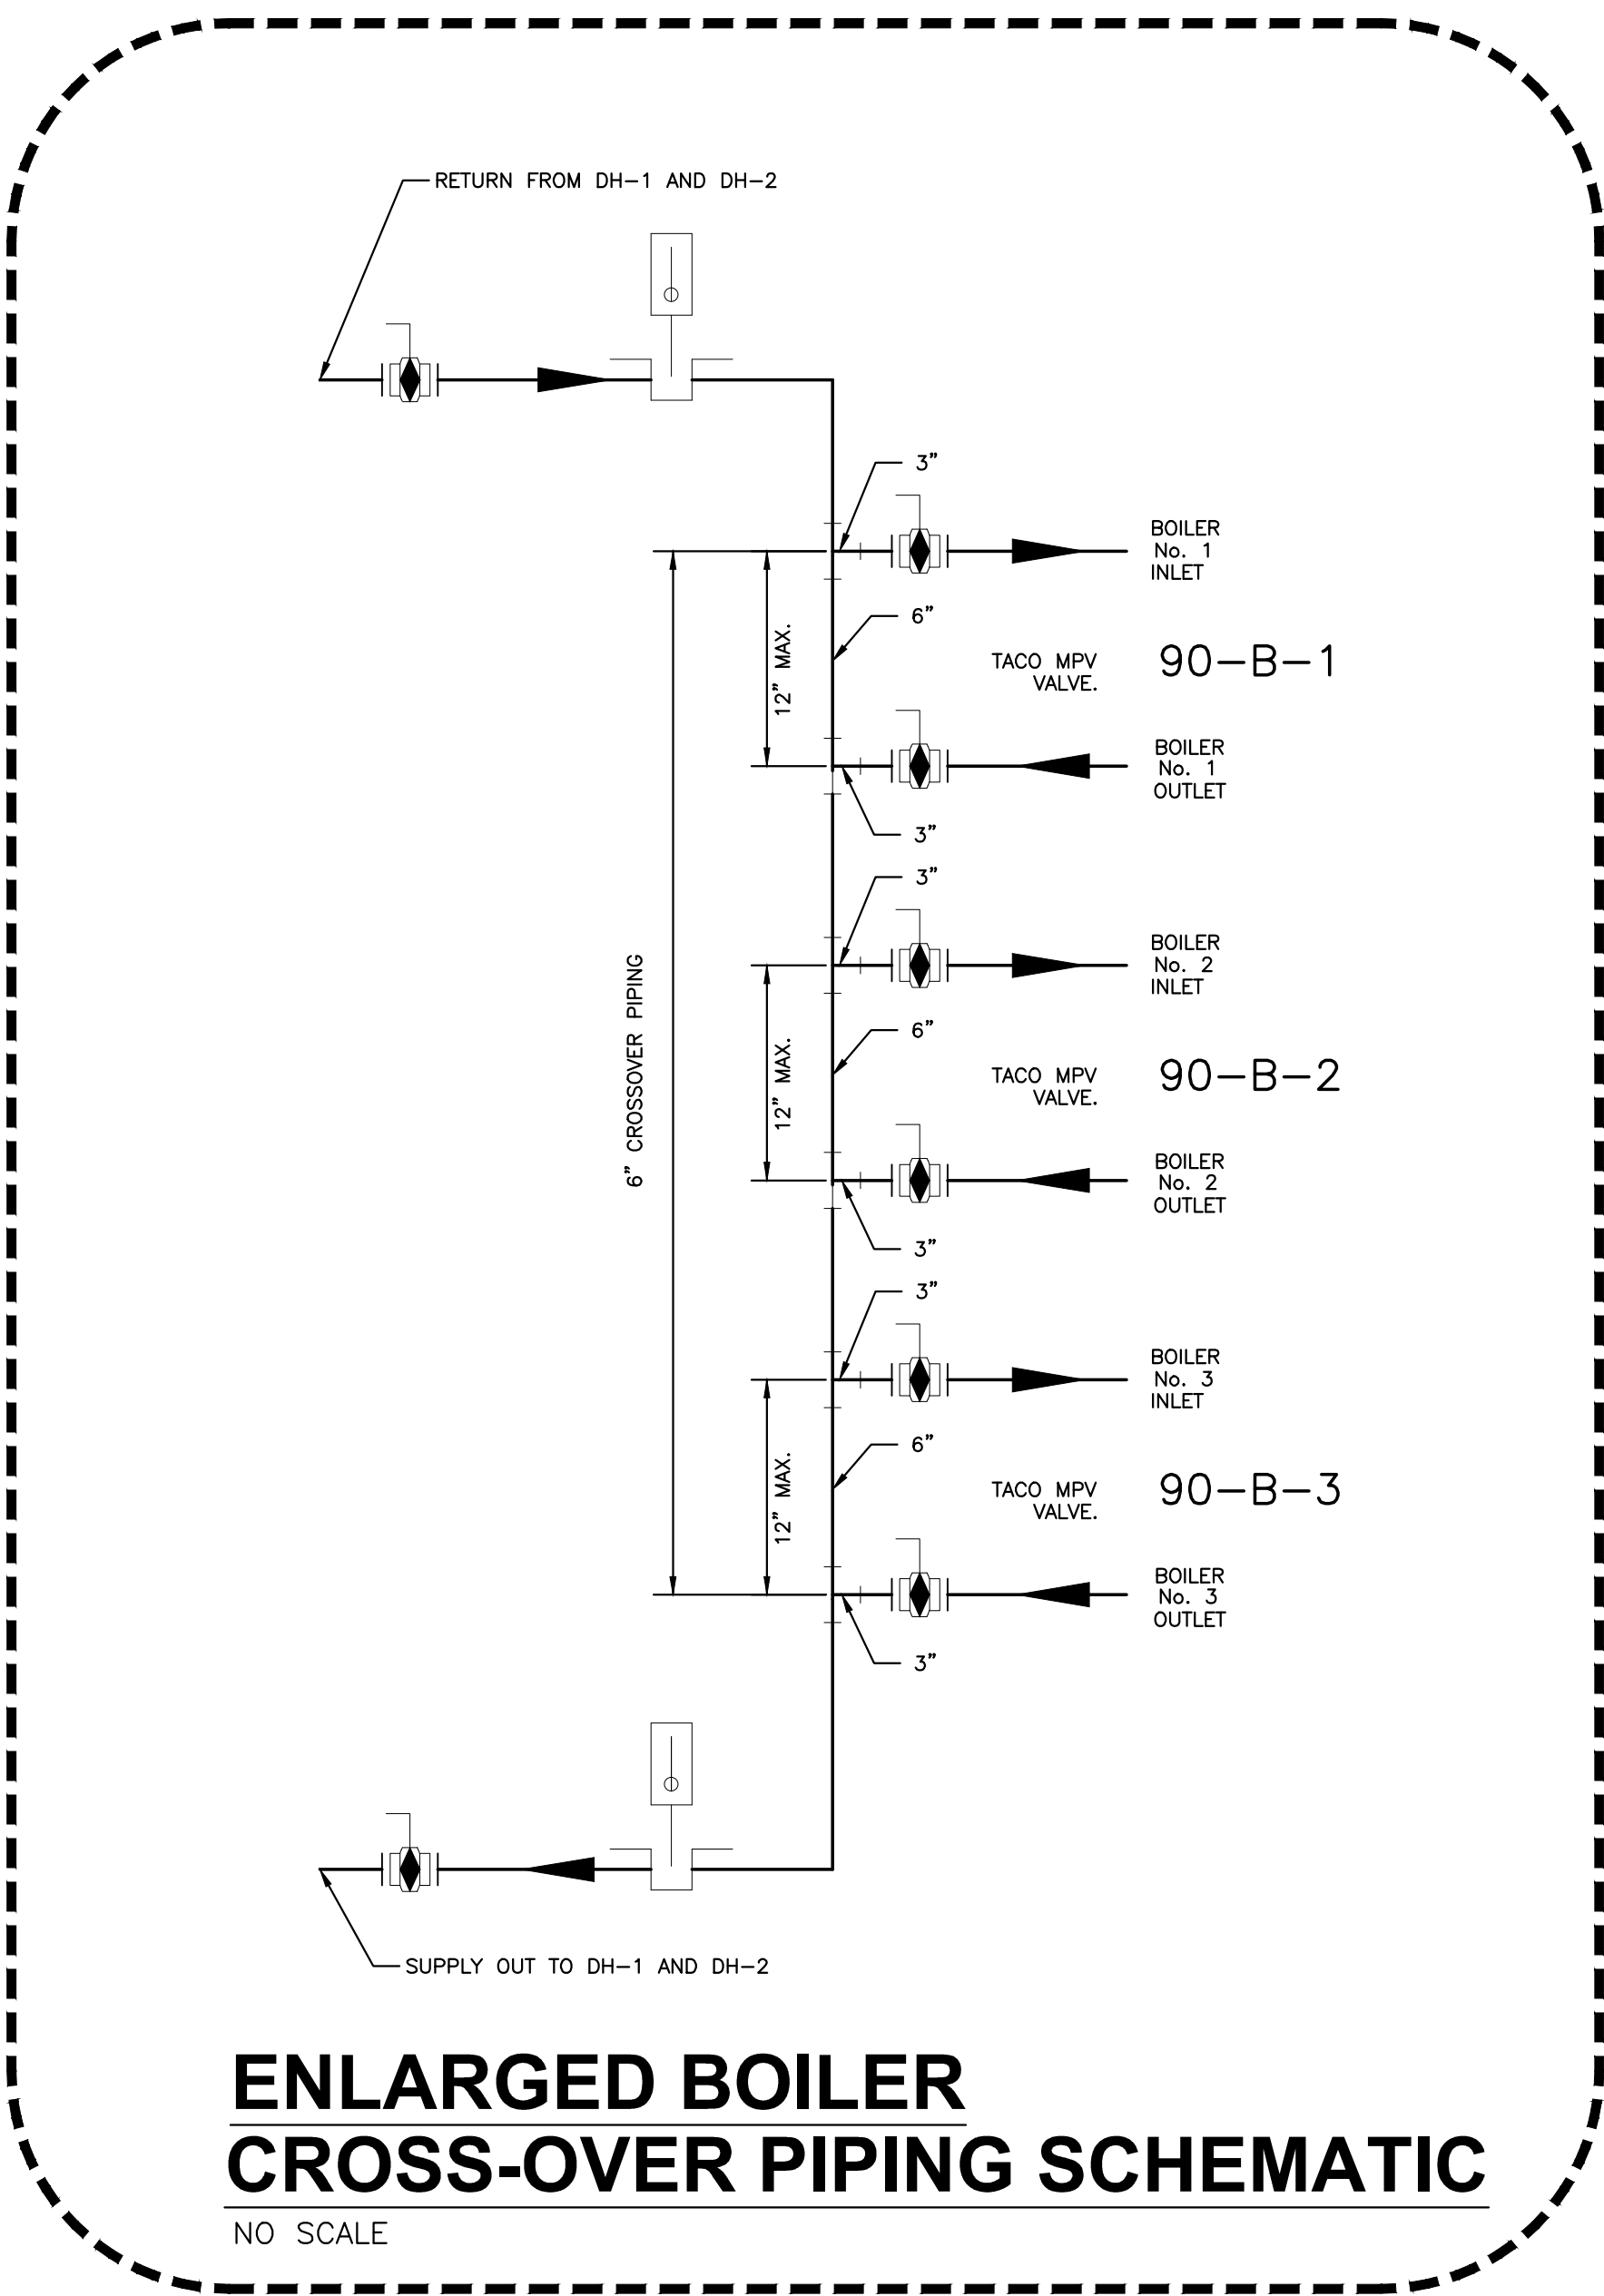 RETURN FROM DH-1 AND DH-2
3"
BOILER
No. 1
INLET
6"
12" MAX.
TACO MPV
VALVE.
90-B-1
BOILER
No. 1
OUTLET
3"
3"
BOILER
No. 2
INLET
6" CROSSOVER PIPING
6"
12" MAX.
TACO MPV
VALVE.
90-B-2
BOILER
No. 2
OUTLET
3"
3"
BOILER
No. 3
INLET
6"
12" MAX.
TACO MPV
VALVE.
90-B-3
BOILER
No. 3
OUTLET
3"
SUPPLY OUT TO DH-1 AND DH-2
ENLARGED BOILER
CROSS-OVER PIPING SCHEMATIC
NO SCALE